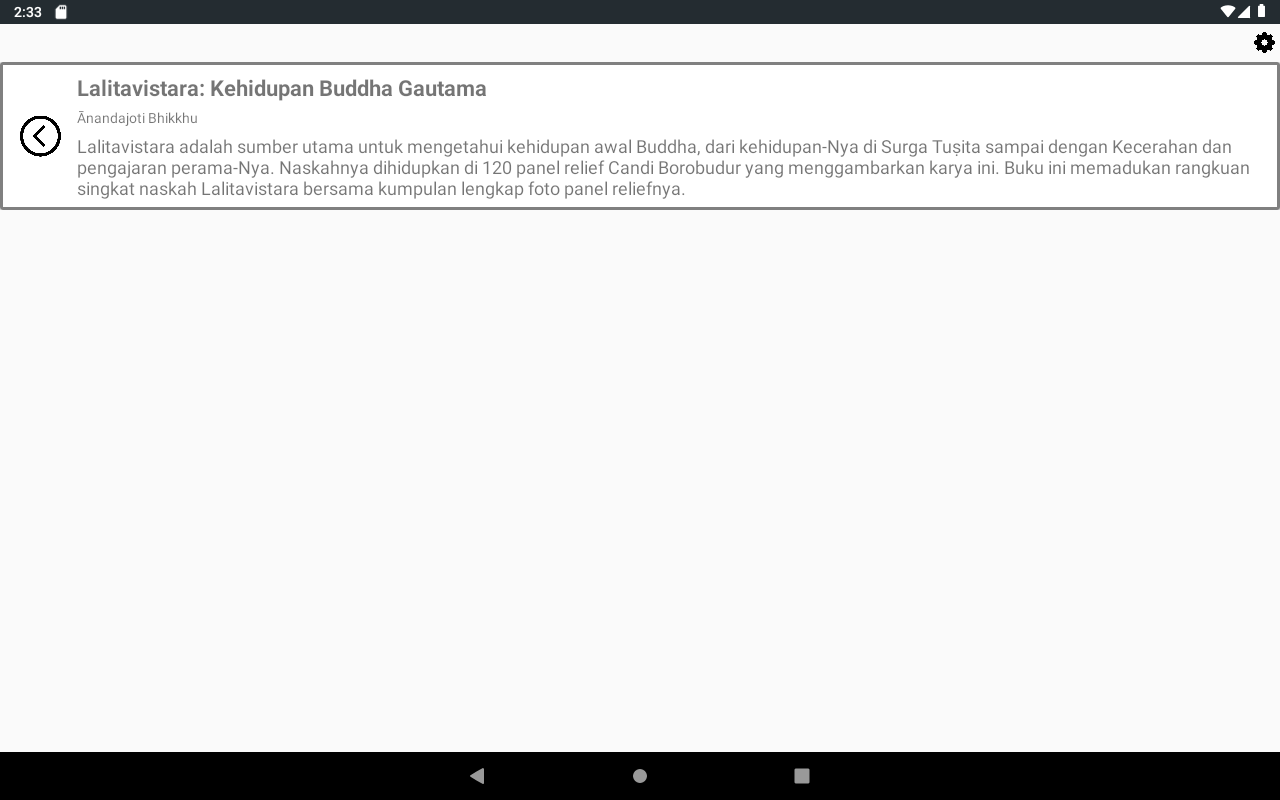 2:33
Lalitavistara: Kehidupan Buddha Gautama
Ānandajoti Bhikkhu
Lalitavistara adalah sumber utama untuk mengetahui kehidupan awal Buddha, dari kehidupan-Nya di Surga Tuṣita sampai dengan Kecerahan dan
pengajaran perama-Nya. Naskahnya dihidupkan di 120 panel relief Candi Borobudur yang menggambarkan karya ini. Buku ini memadukan rangkuan
singkat naskah Lalitavistara bersama kumpulan lengkap foto panel reliefnya.